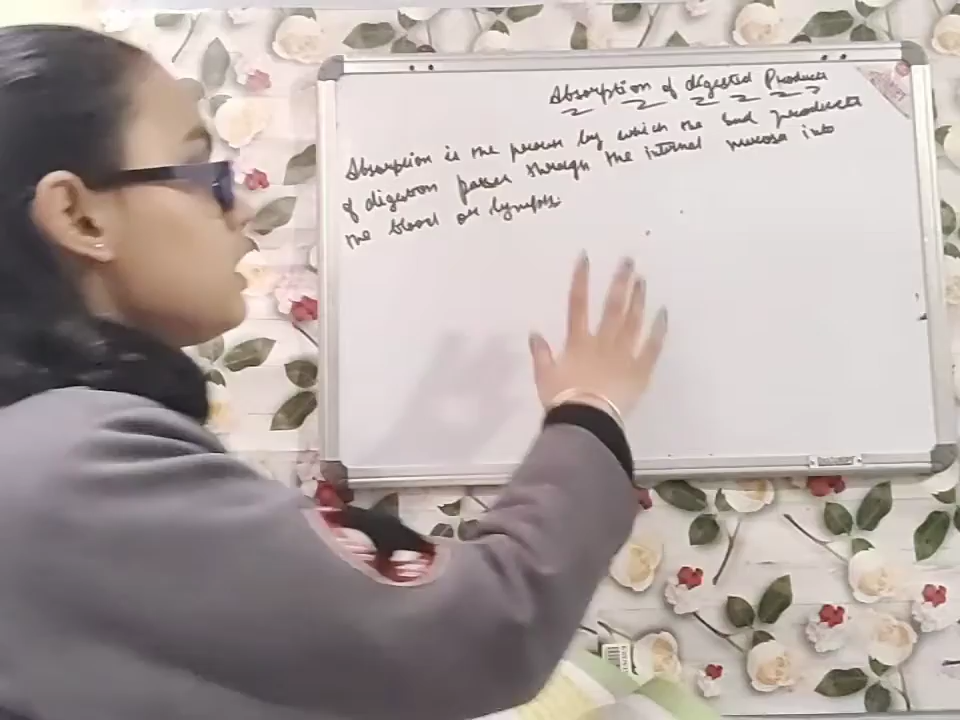 Absorption of digested Products
Absorption is the process by which the end products
of digestion passes through the internal mucosa into
the blood or lymph.